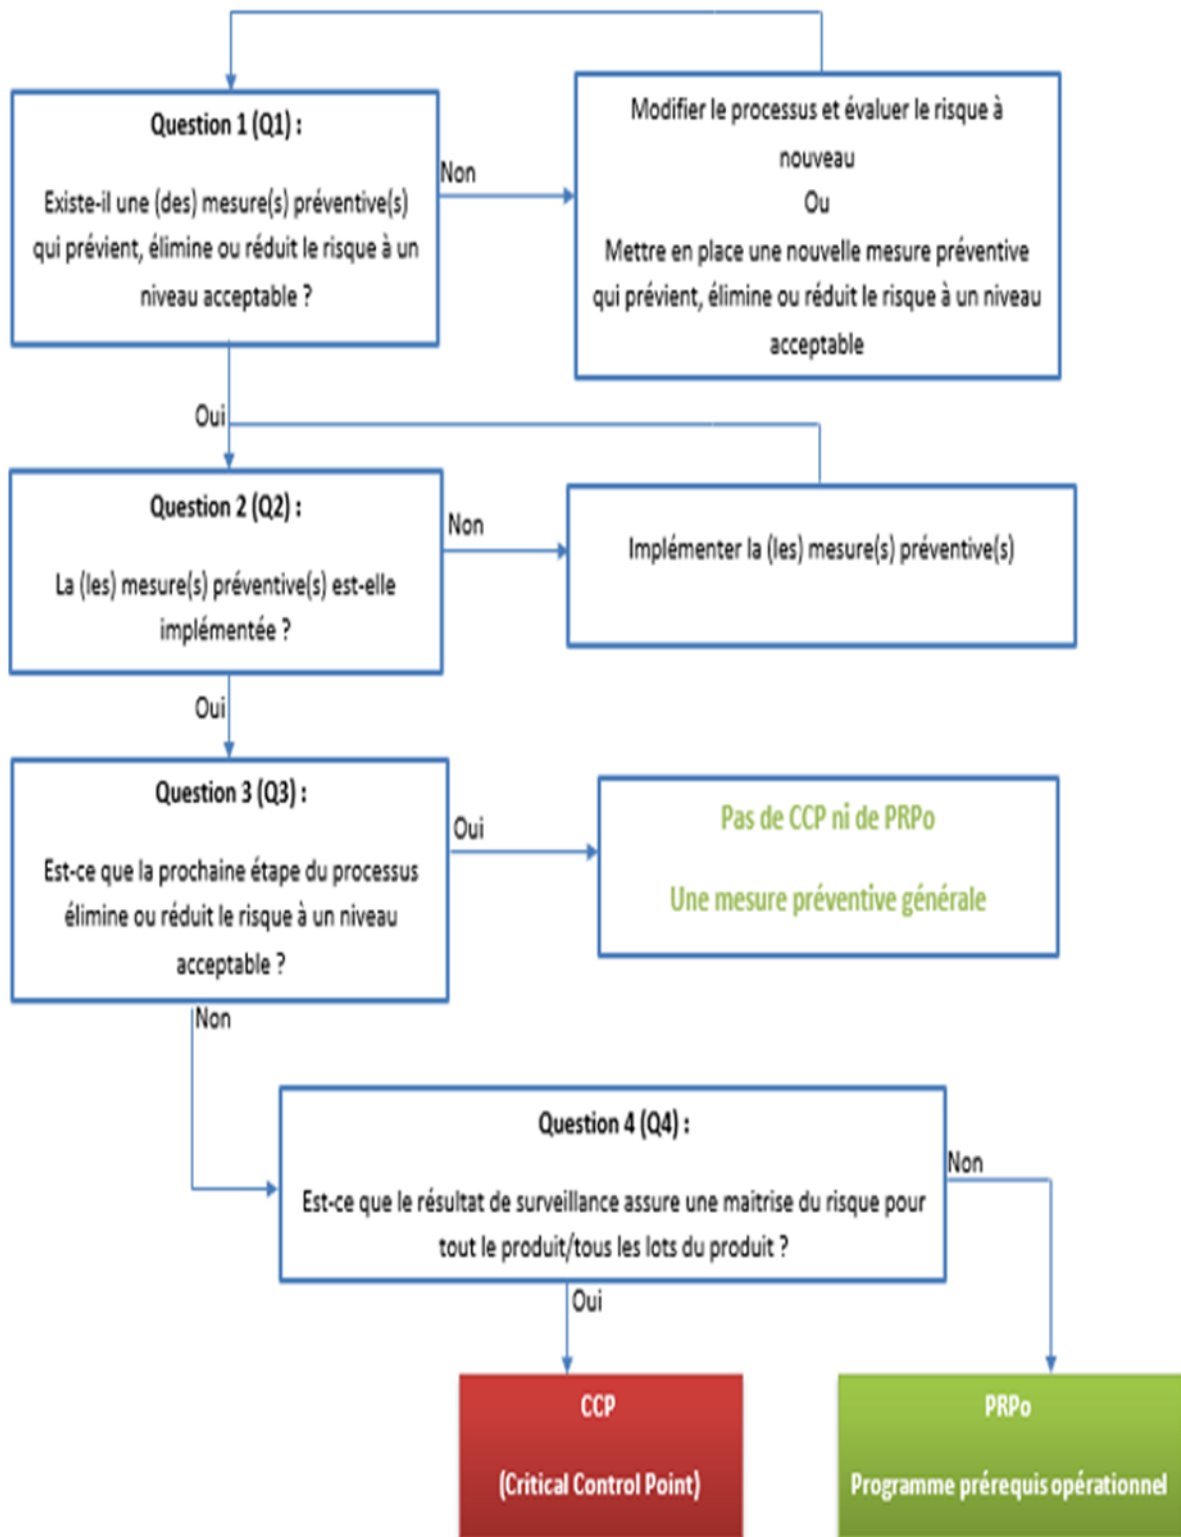 Question 1 (Q1) :
Existe-il une (des) mesure(s) préventive(s)
qui prévient, élimine ou réduit le risque à un
niveau acceptable ?
Non
Modifier le processus et évaluer le risque à
nouveau
Ou
Mettre en place une nouvelle mesure préventive
qui prévient, élimine ou réduit le risque à un niveau
acceptable
Oui
Question 2 (Q2) :
La (les) mesure(s) préventive(s) est-elle
implémentée ?
Non
Implémenter la (les) mesure(s) préventive(s)
Oui
Question 3 (Q3) :
Est-ce que la prochaine étape du processus
élimine ou réduit le risque à un niveau
acceptable ?
Oui
Pas de CCP ni de PRPo
Une mesure préventive générale
Non
Question 4 (Q4) :
Est-ce que le résultat de surveillance assure une maitrise du risque pour
tout le produit/tous les lots du produit ?
Non
Oui
CCP
(Critical Control Point)
PRPo
Programme prérequis opérationnel